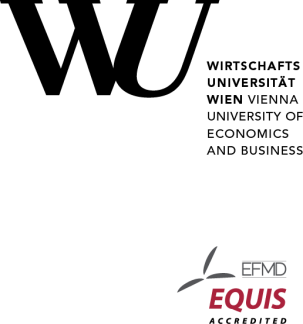 WU
WIRTSCHAFTS
UNIVERSITÄT
WIEN VIENNA
UNIVERSITY OF
ECONOMICS
AND BUSINESS
EFMD
EQUIS
ACCREDITED